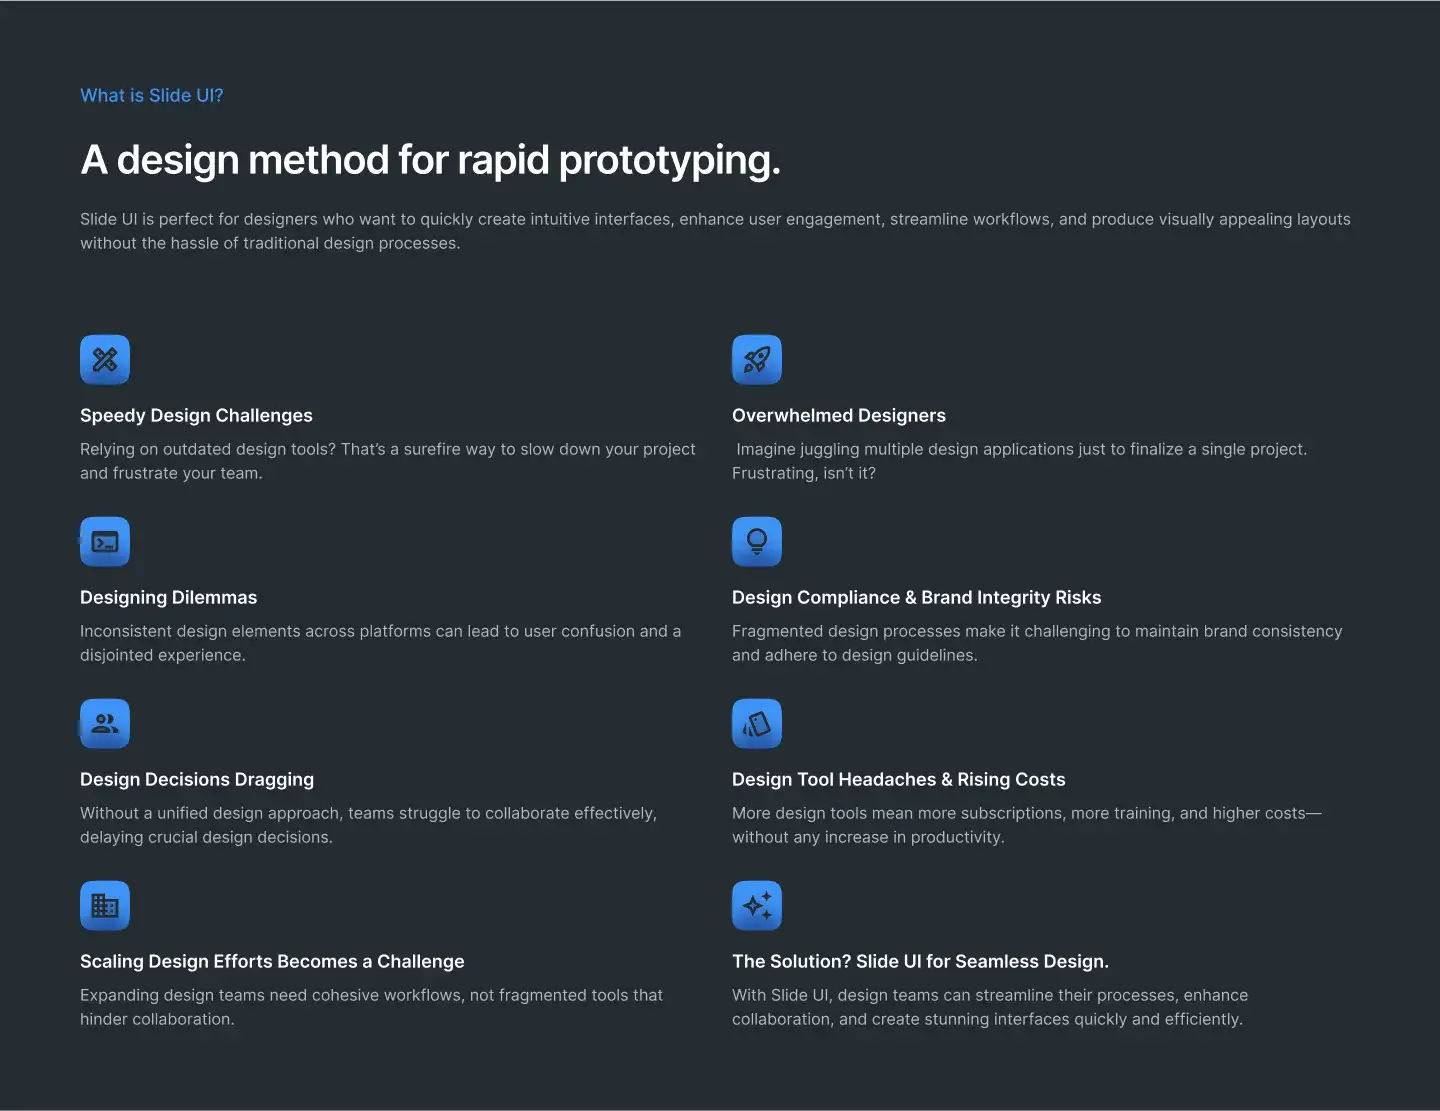 What is Slide UI?
A design method for rapid prototyping.
Slide UI is perfect for designers who want to quickly create intuitive interfaces, enhance user engagement, streamline workflows, and produce visually appealing layouts
without the hassle of traditional design processes.
Speedy Design Challenges
Relying on outdated design tools? That’s a surefire way to slow down your project
and frustrate your team.
Overwhelmed Designers
Imagine juggling multiple design applications just to finalize a single project.
Frustrating, isn’t it?
Designing Dilemmas
Inconsistent design elements across platforms can lead to user confusion and a
disjointed experience.
Design Compliance & Brand Integrity Risks
Fragmented design processes make it challenging to maintain brand consistency
and adhere to design guidelines.
Design Decisions Dragging
Without a unified design approach, teams struggle to collaborate effectively,
delaying crucial design decisions.
Design Tool Headaches & Rising Costs
More design tools mean more subscriptions, more training, and higher costs—
without any increase in productivity.
Scaling Design Efforts Becomes a Challenge
Expanding design teams need cohesive workflows, not fragmented tools that
hinder collaboration.
The Solution? Slide UI for Seamless Design.
With Slide UI, design teams can streamline their processes, enhance
collaboration, and create stunning interfaces quickly and efficiently.